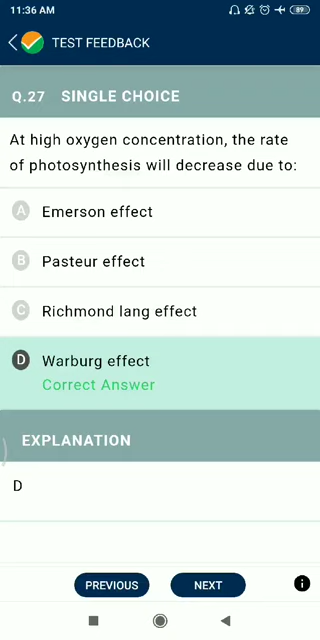 11:36 AM
89
TEST FEEDBACK
Q.27 SINGLE CHOICE
At high oxygen concentration, the rate
of photosynthesis will decrease due to:
A Emerson effect
B Pasteur effect
C Richmond lang effect
D Warburg effect
Correct Answer
EXPLANATION
D
PREVIOUS NEXT